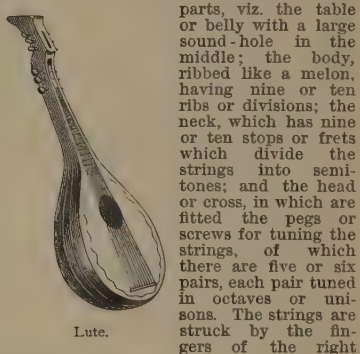 parts, viz. the table
or belly with a large
sound-hole in the
middle; the body,
ribbed like a melon,
having nine or ten
ribs or divisions; the
neck, which has nine
or ten stops or frets
which divide the
strings into semi-
tones; and the head
or cross, in which are
fitted the pegs or
screws for tuning the
strings, of which
there are five or six
pairs, each pair tuned
in octaves or uni-
sons. The strings are
struck by the fin-
gers of the right
Lute.